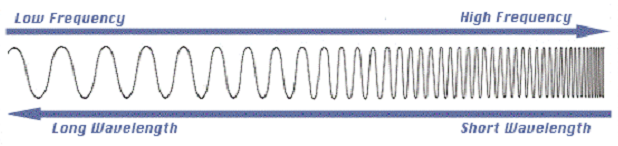 Low Frequency
High Frequency
Long Wavelength
Short Wavelength